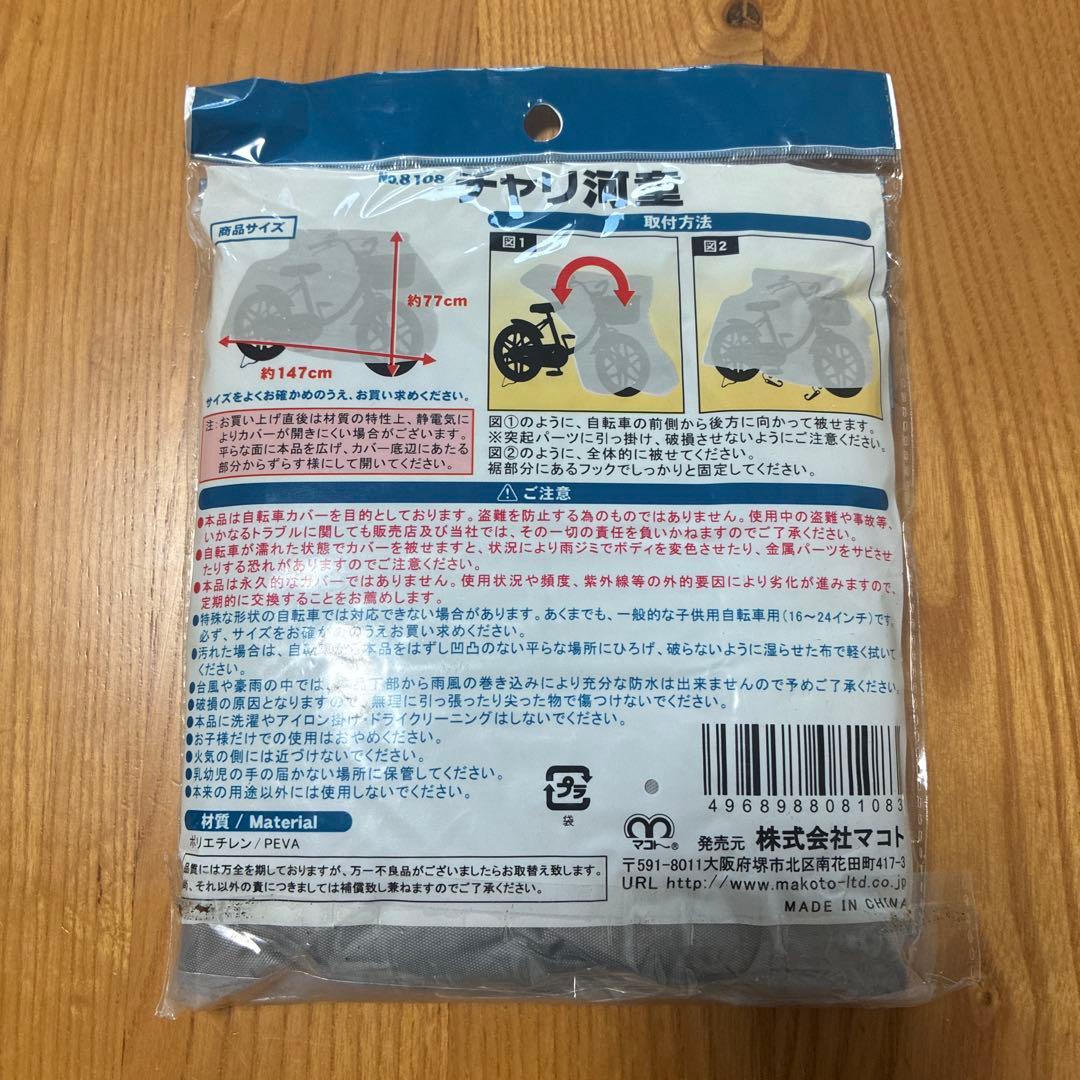 No.8108 チャリ河童
商品サイズ
約77cm
約147cm
サイズをよくお確かめのうえ、お買い求めください。
注:お買い上げ直後は材質の特性上、静電気に
よりカバーが開きにくい場合がございます。
平らな面に本品を広げ、カバー底辺にあたる
部分からずらす様にして開いてください。
取付方法
図1
図2
図①のように、自転車の前側から後方に向かって被せます。
※突起パーツに引っ掛け、破損させないようにご注意ください。
図②のように、全体的に被せてください。
裾部分にあるフックでしっかりと固定してください。
⚠ご注意
●本品は自転車カバーを目的としております。盗難を防止する為のものではありません。使用中の盗難や事故等、
いかなるトラブルに関しても販売店及び当社では、その一切の責任を負いかねますのでご了承ください。
●自転車が濡れた状態でカバーを被せますと、状況により雨ジミでボディを変色させたり、金属パーツをサビさせ
たりする恐れがありますのでご注意ください。
●本品は永久的なカバーではありません。使用状況や頻度、紫外線等の外的要因により劣化が進みますので、
定期的に交換することをお薦めします。
●特殊な形状の自転車では対応できない場合があります。あくまでも、一般的な子供用自転車用(16〜24インチ)です。
必ず、サイズをお確かめのうえお買い求めください。
●汚れた場合は、自転車から本品をはずし凹凸のない平らな場所にひろげ、破らないように湿らせた布で軽く拭いて
ください。
●台風や豪雨の中では、下部から雨風の巻き込みにより充分な防水は出来ませんので予めご了承ください。
●破損の原因となりますので、無理に引っ張ったり尖った物で傷つけないでください。
●本品に洗濯やアイロン掛け・ドライクリーニングはしないでください。
●お子様だけでの使用はおやめください。
●火気の側には近づけないでください。
●乳幼児の手の届かない場所に保管してください。
●本来の用途以外には使用しないでください。
プラ
袋
4968988081083
材質 / Material
ポリエチレン/PEVA
品質には万全を期しておりますが、万一不良品がございましたらお取替え致します。
尚、それ以外の責につきましては補償致し兼ねますのでご了承ください。
マコト®
発売元 株式会社マコト
〒591-8011大阪府堺市北区南花田町417-3
URL http://www.makoto-ltd.co.jp
MADE IN CHINA